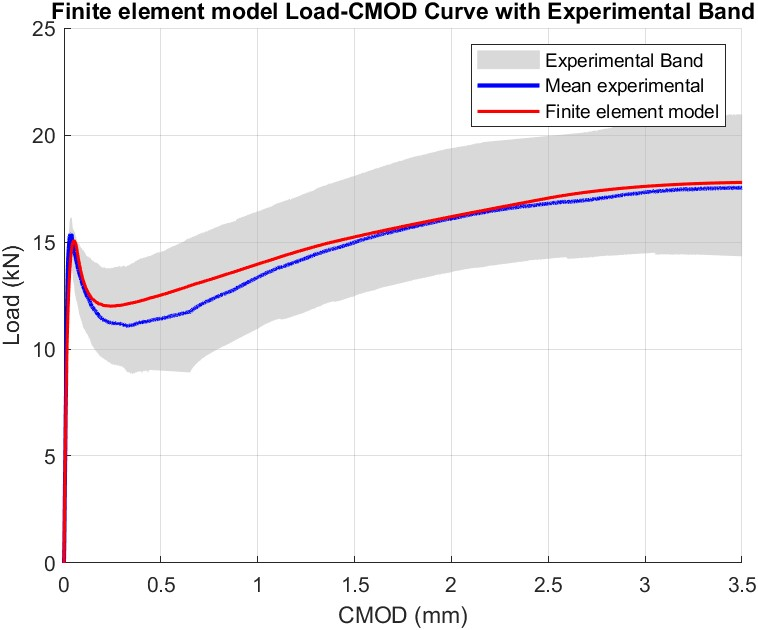 Finite element model Load-CMOD Curve with Experimental Band
Experimental Band
Mean experimental
Finite element model
Load (kN)
25
20
15
10
5
0
0 0.5 1 1.5 2 2.5 3 3.5
CMOD (mm)